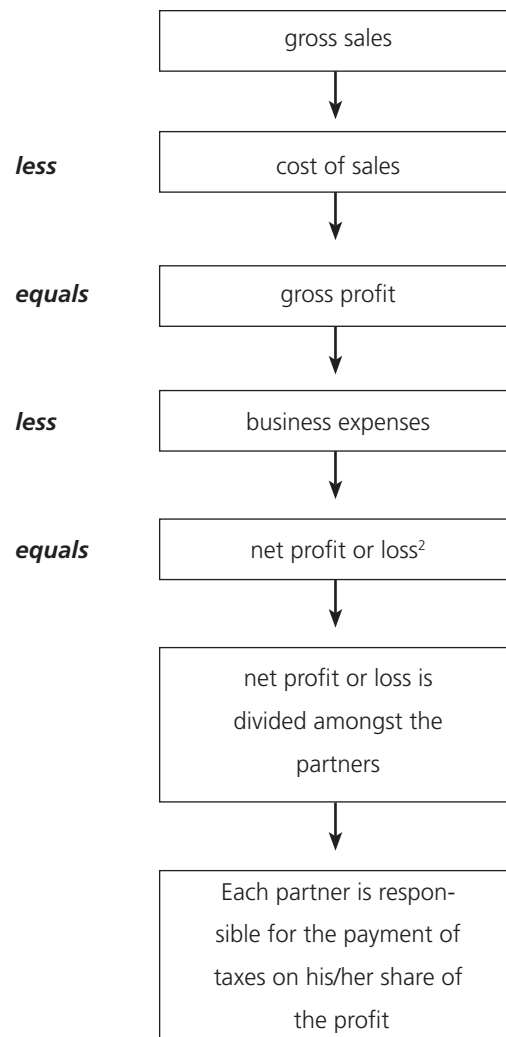 gross sales
less cost of sales
equals gross profit
less business expenses
equals net profit or loss²
net profit or loss is
divided amongst the
partners
Each partner is respon-
sible for the payment of
taxes on his/her share of
the profit